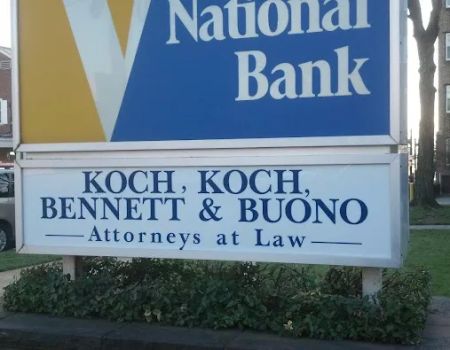 National
Bank
KOCH, KOCH,
BENNETT & BUONO
Attorneys at Law